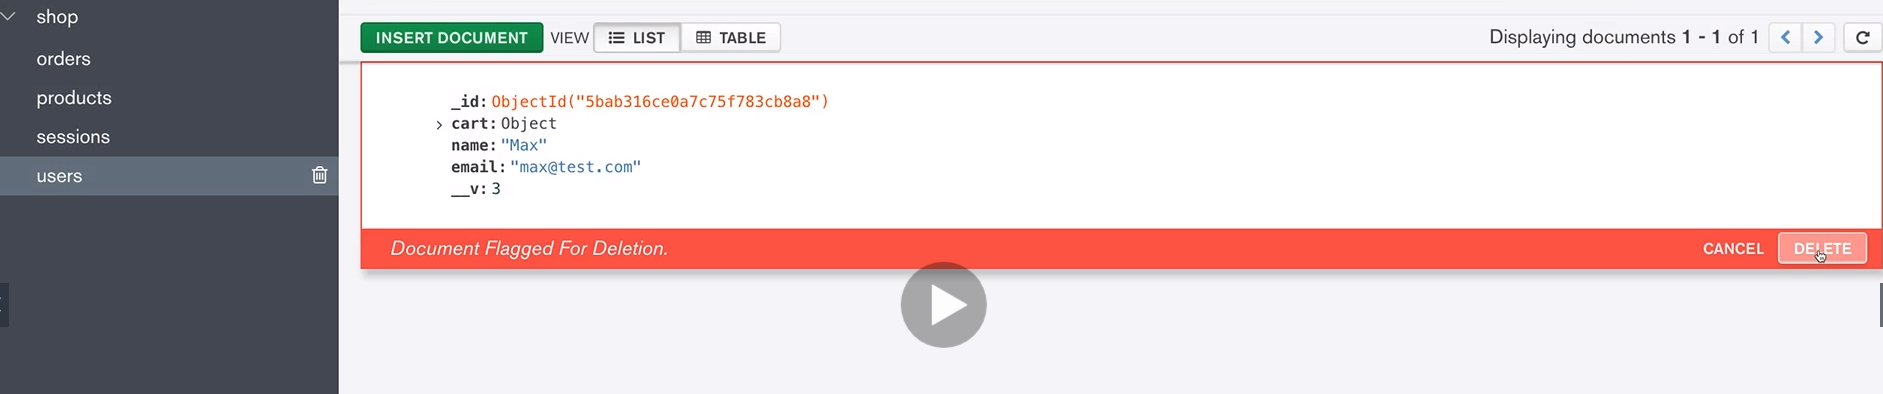 shop
orders
products
sessions
users
INSERT DOCUMENT VIEW LIST TABLE Displaying documents 1 - 1 of 1
_id: ObjectId("5bab316ce0a7c75f783cb8a8")
cart: Object
name: "Max"
email: "max@test.com"
__v: 3
Document Flagged For Deletion. CANCEL DELETE